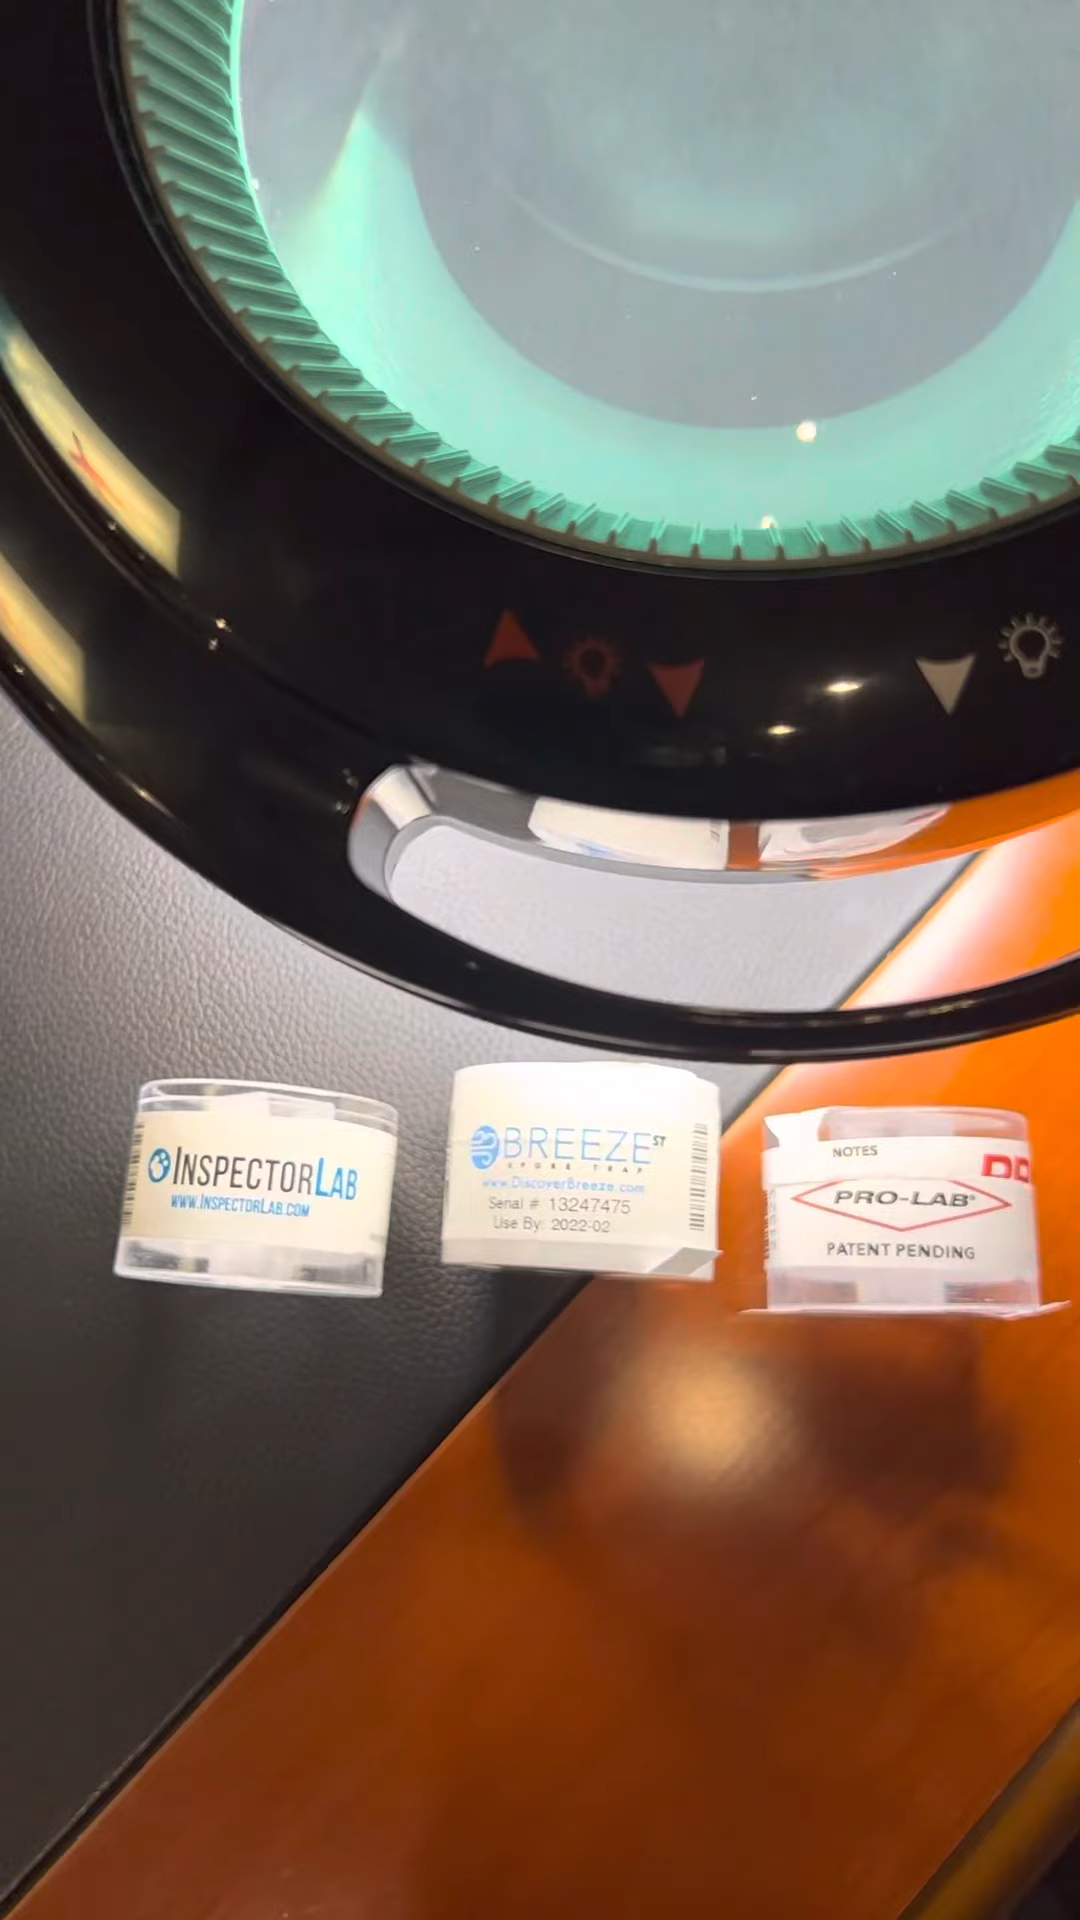 INSPECTORLAB
WWW.INSPECTORLAB.COM
BREEZE ST
SPORE TRAP
www.DiscoverBreeze.com
Serial # 13247475
Use By: 2022-02
NOTES
PRO-LAB®
PATENT PENDING